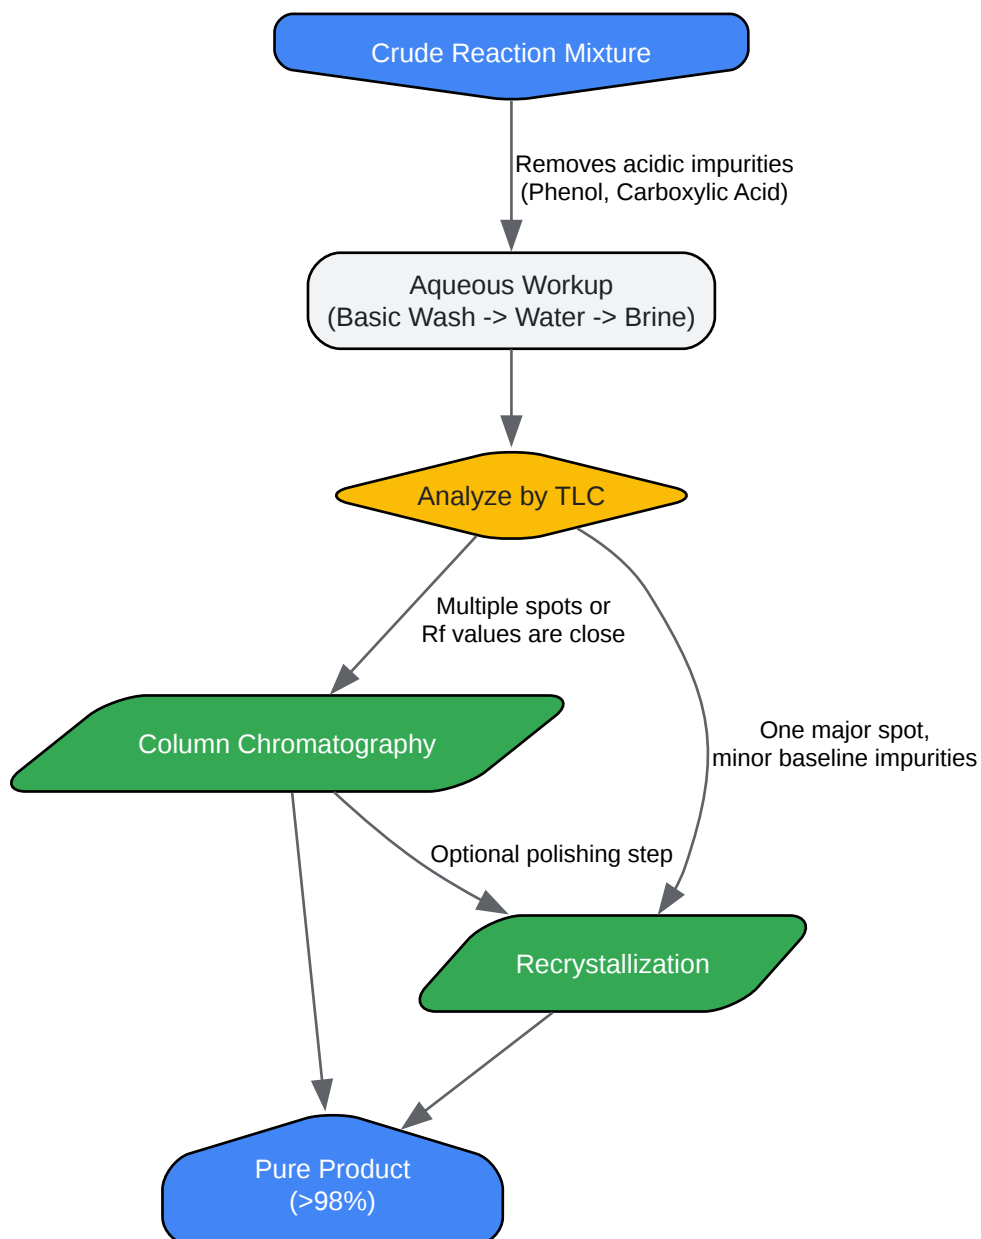 Crude Reaction Mixture
Removes acidic impurities
(Phenol, Carboxylic Acid)
Aqueous Workup
(Basic Wash -> Water -> Brine)
Analyze by TLC
Multiple spots or
Rf values are close
Column Chromatography
One major spot,
minor baseline impurities
Optional polishing step
Recrystallization
Pure Product
(>98%)